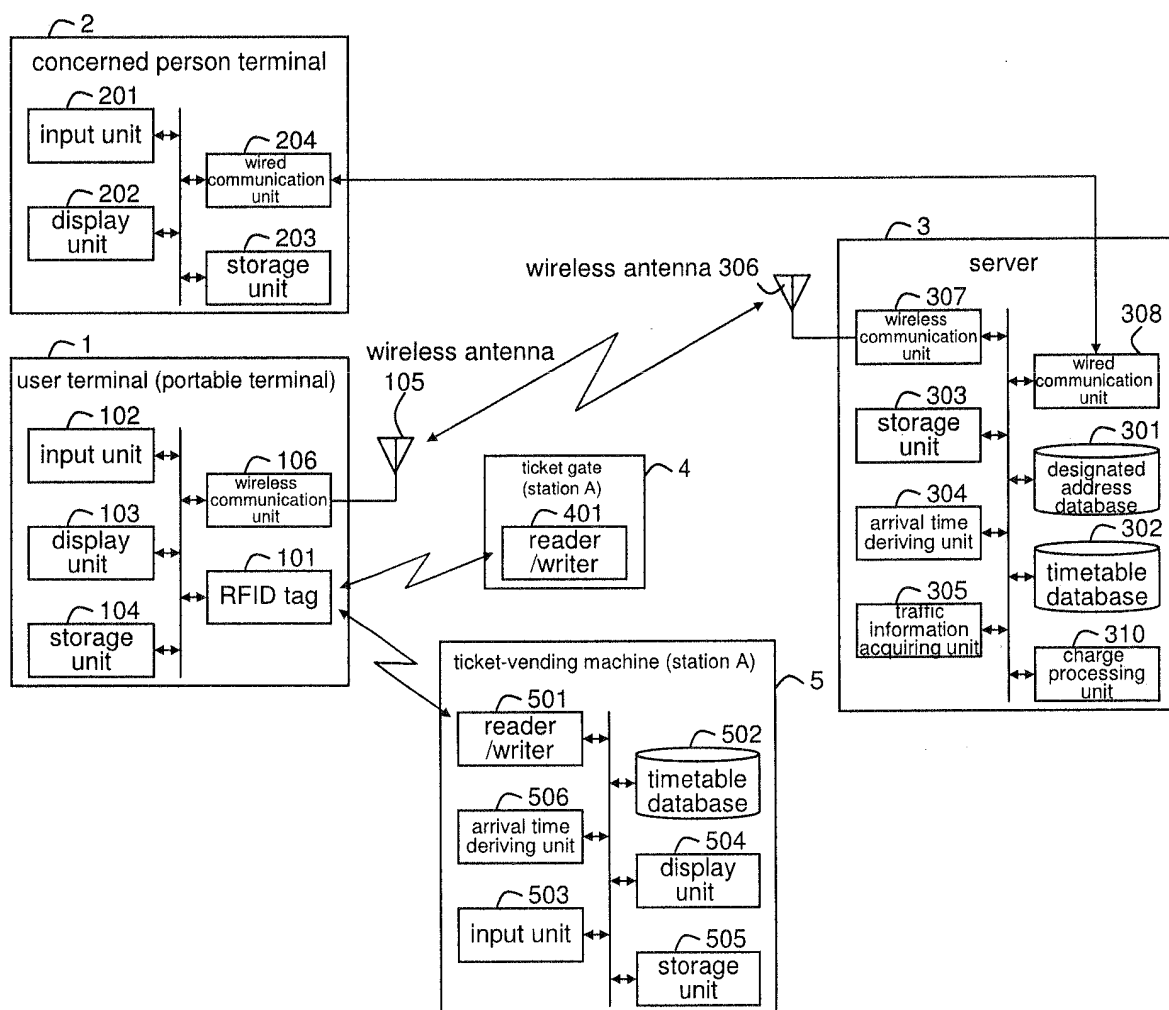 2
concerned person terminal
201
input unit
204
wired
communication
unit
202
display
unit
203
storage
unit
1
user terminal (portable terminal)
102
input unit
106
wireless
communication
unit
103
display
unit
101
RFID tag
104
storage
unit
wireless antenna
105
wireless antenna 306
ticket gate
(station A)
4
401
reader
/writer
3
server
307
wireless
communication
unit
308
wired
communication
unit
303
storage
unit
301
designated
address
database
304
arrival time
deriving unit
302
timetable
database
305
traffic
information
acquiring unit
310
charge
processing
unit
ticket-vending machine (station A)
5
501
reader
/writer
502
timetable
database
506
arrival time
deriving unit
504
display
unit
503
input unit
505
storage
unit